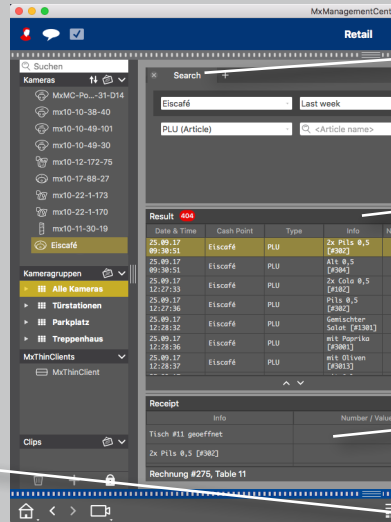 MxManagementCent
Retail
Suchen
Kameras
MxMC-Po...-31-D14
mx10-10-38-40
mx10-10-49-101
mx10-10-49-30
mx10-12-172-75
mx10-17-88-27
mx10-22-1-173
mx10-22-1-170
mx10-11-30-19
Eiscafé
Kameragruppen
Alle Kameras
Türstationen
Parkplatz
Treppenhaus
MxThinClients
MxThinClient
Clips
Search
Eiscafé Last week
PLU (Article) <Article name>
Result 404
Date & Time Cash Point Type Info N
25.09.17 09:30:51 Eiscafé PLU 2x Pils 0,5 [#302]
25.09.17 09:30:51 Eiscafé PLU Alt 0,5 [#304]
25.09.17 12:27:33 Eiscafé PLU 2x Cola 0,5 [#102]
25.09.17 12:27:36 Eiscafé PLU Pils 0,5 [#302]
25.09.17 12:28:32 Eiscafé PLU Gemischter Salat [#1301]
25.09.17 12:28:36 Eiscafé PLU mit Paprika [#3001]
25.09.17 12:28:37 Eiscafé PLU mit Oliven [#3013]
Receipt
Info Number / Value
Tisch #11 geoeffnet
2x Pils 0,5 [#302]
Rechnung #275, Table 11